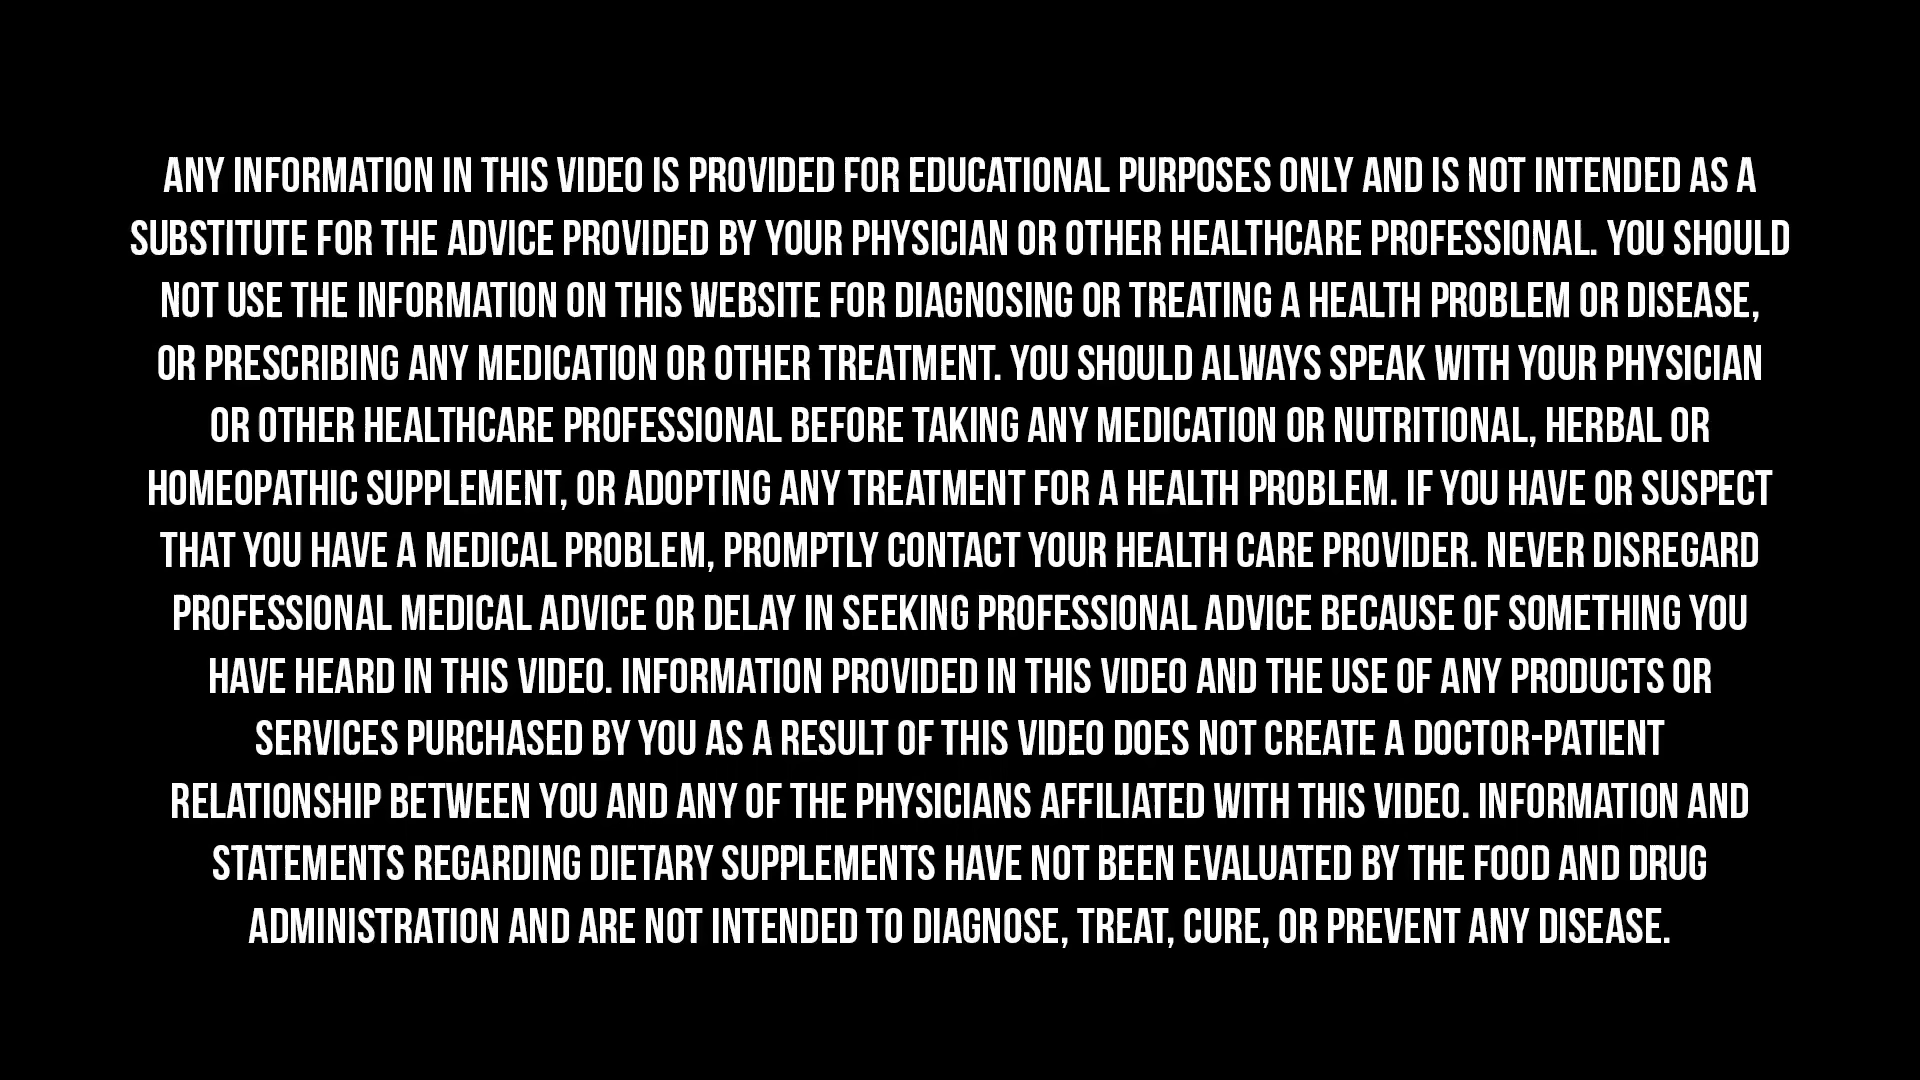 ANY INFORMATION IN THIS VIDEO IS PROVIDED FOR EDUCATIONAL PURPOSES ONLY AND IS NOT INTENDED AS A
SUBSTITUTE FOR THE ADVICE PROVIDED BY YOUR PHYSICIAN OR OTHER HEALTHCARE PROFESSIONAL. YOU SHOULD
NOT USE THE INFORMATION ON THIS WEBSITE FOR DIAGNOSING OR TREATING A HEALTH PROBLEM OR DISEASE,
OR PRESCRIBING ANY MEDICATION OR OTHER TREATMENT. YOU SHOULD ALWAYS SPEAK WITH YOUR PHYSICIAN
OR OTHER HEALTHCARE PROFESSIONAL BEFORE TAKING ANY MEDICATION OR NUTRITIONAL, HERBAL OR
HOMEOPATHIC SUPPLEMENT, OR ADOPTING ANY TREATMENT FOR A HEALTH PROBLEM. IF YOU HAVE OR SUSPECT
THAT YOU HAVE A MEDICAL PROBLEM, PROMPTLY CONTACT YOUR HEALTH CARE PROVIDER. NEVER DISREGARD
PROFESSIONAL MEDICAL ADVICE OR DELAY IN SEEKING PROFESSIONAL ADVICE BECAUSE OF SOMETHING YOU
HAVE HEARD IN THIS VIDEO. INFORMATION PROVIDED IN THIS VIDEO AND THE USE OF ANY PRODUCTS OR
SERVICES PURCHASED BY YOU AS A RESULT OF THIS VIDEO DOES NOT CREATE A DOCTOR-PATIENT
RELATIONSHIP BETWEEN YOU AND ANY OF THE PHYSICIANS AFFILIATED WITH THIS VIDEO. INFORMATION AND
STATEMENTS REGARDING DIETARY SUPPLEMENTS HAVE NOT BEEN EVALUATED BY THE FOOD AND DRUG
ADMINISTRATION AND ARE NOT INTENDED TO DIAGNOSE, TREAT, CURE, OR PREVENT ANY DISEASE.